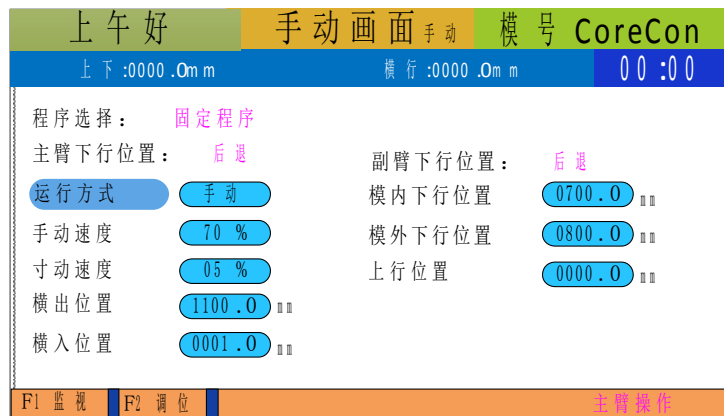 上午好 手动画面 手动 模号 CoreCon
上下:0000.0mm 横行:0000.0mm 00:00
程序选择: 固定程序
主臂下行位置: 后退 副臂下行位置: 后退
运行方式 手动 模内下行位置 0700.0 mm
手动速度 70 % 模外下行位置 0800.0 mm
寸动速度 05 % 上行位置 0000.0 mm
横出位置 1100.0 mm
横入位置 0001.0 mm
F1 监视 F2 调位 主臂操作